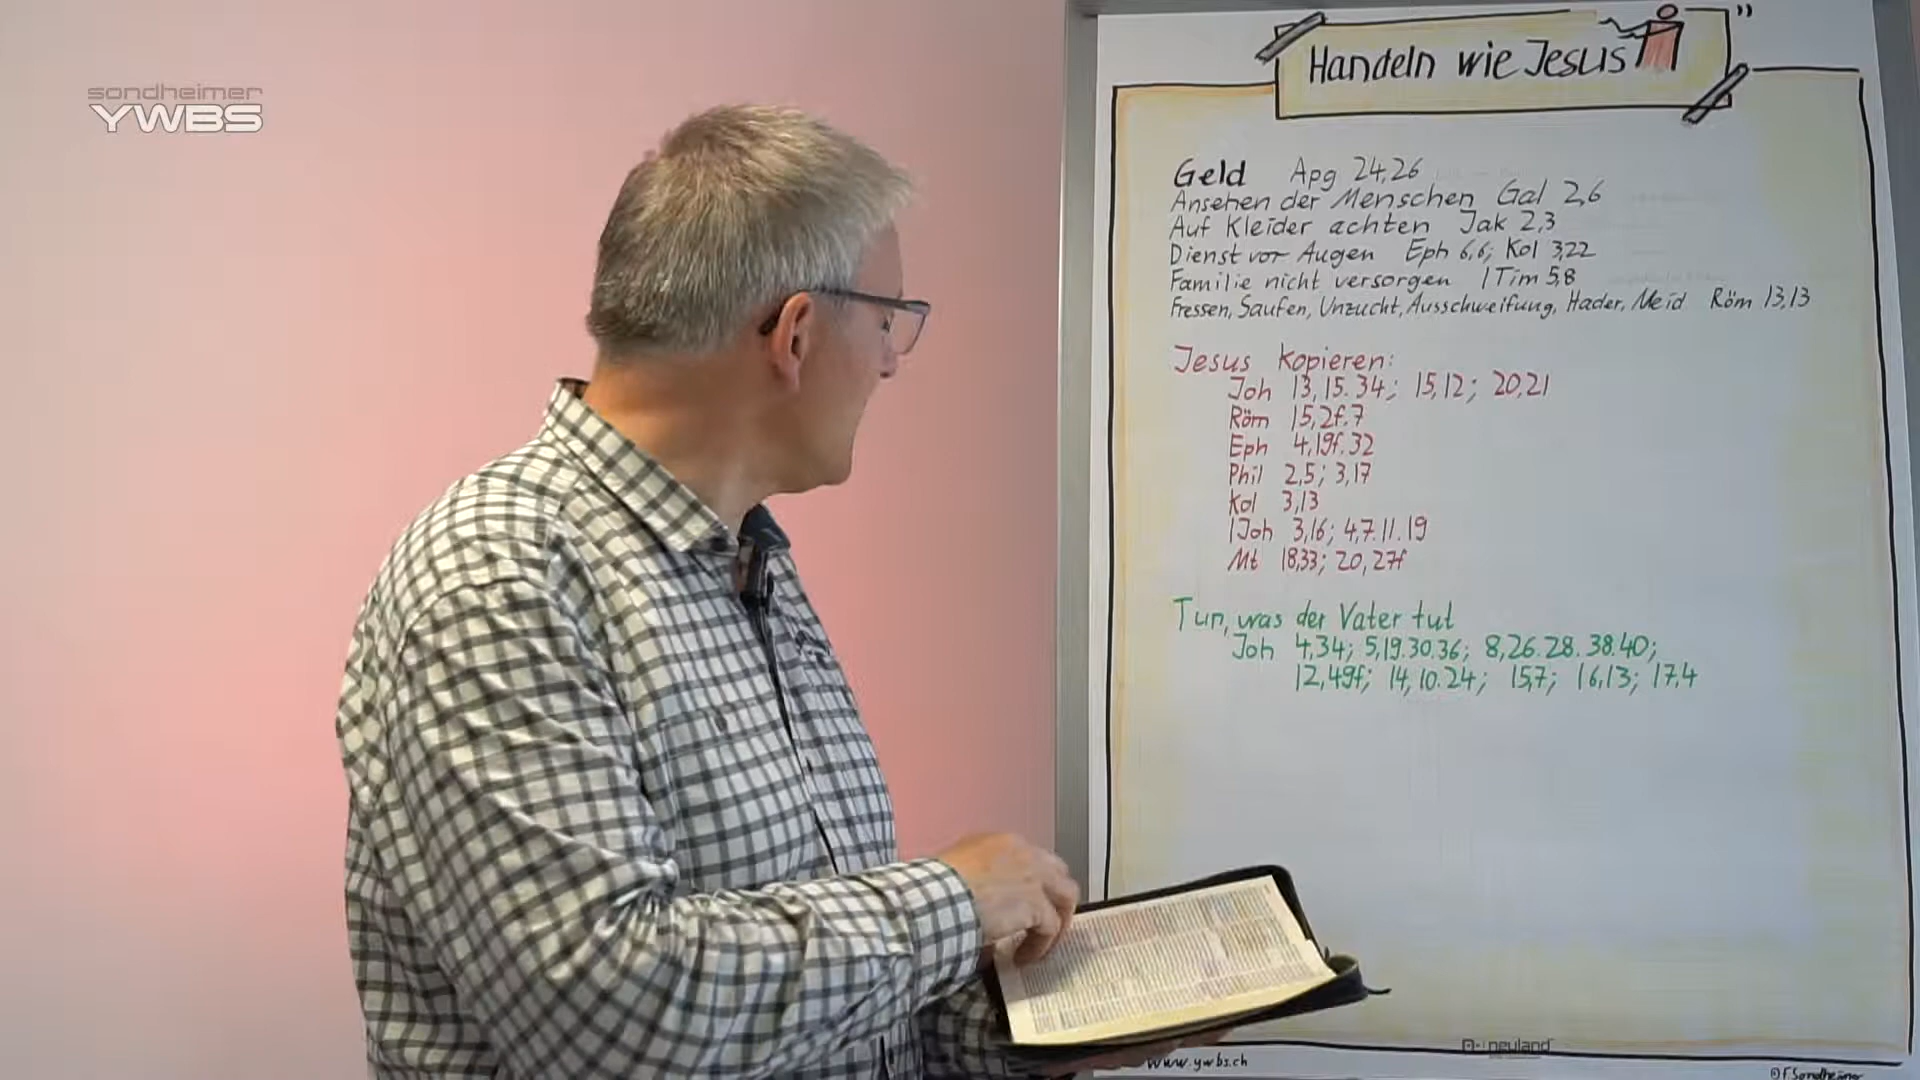 sondheimer
YWBS
Handeln wie Jesus
Geld Apg 24,26
Ansehen der Menschen Gal 2,6
Auf Kleider achten Jak 2,3
Dienst vor Augen Eph 6,6; Kol 3,22
Familie nicht versorgen 1Tim 5,8
Fressen, Saufen, Unzucht, Ausschweifung, Hader, Neid Röm 13,13
Jesus kopieren:
Joh 13,15.34; 15,12; 20,21
Röm 15,2f.7
Eph 4,19f.32
Phil 2,5; 3,17
Kol 3,13
1Joh 3,16; 4,7.11.19
Mt 18,33; 20,27f
Tun, was der Vater tut
Joh 4,34; 5,19.30.36; 8,26.28.38.40;
12,49f; 14,10.24; 15,7; 16,13; 17,4
neuland
www.ywbs.ch
©F.Sondheimer